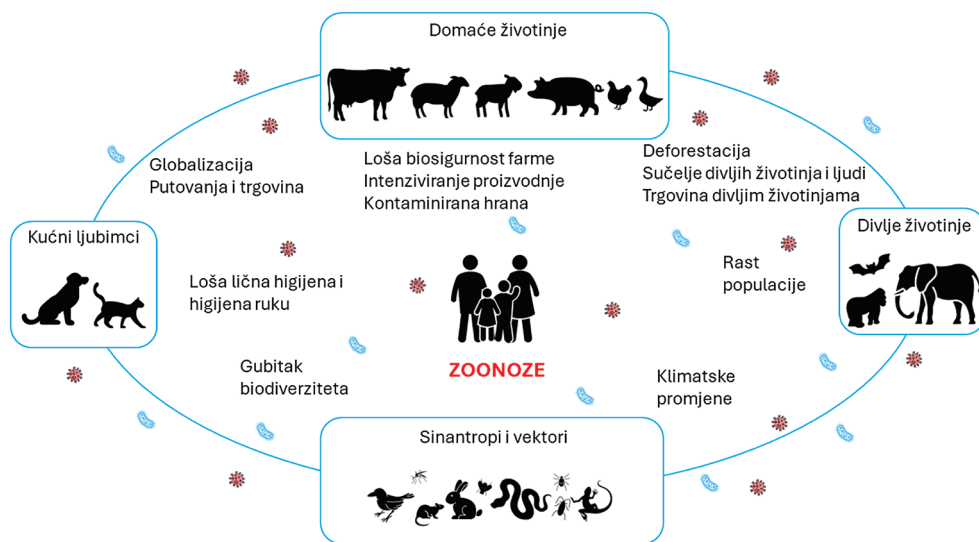 Domaće životinje
Globalizacija
Putovanja i trgovina
Loša biosigurnost farme
Intenziviranje proizvodnje
Kontaminirana hrana
Deforestacija
Sučelje divljih životinja i ljudi
Trgovina divljim životinjama
Kućni ljubimci
Divlje životinje
Loša lična higijena i
higijena ruku
Rast
populacije
ZOONOZE
Gubitak
biodiverziteta
Klimatske
promjene
Sinantropi i vektori